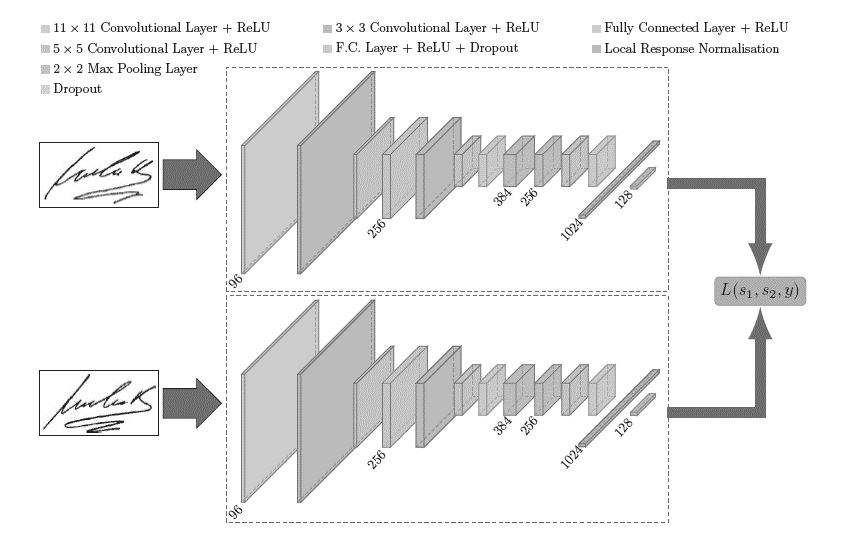 11 × 11 Convolutional Layer + ReLU
3 × 3 Convolutional Layer + ReLU
Fully Connected Layer + ReLU
5 × 5 Convolutional Layer + ReLU
F.C. Layer + ReLU + Dropout
Local Response Normalisation
2 × 2 Max Pooling Layer
Dropout
96
256
384
256
1024
128
L(s₁, s₂, y)
96
256
384
256
1024
128